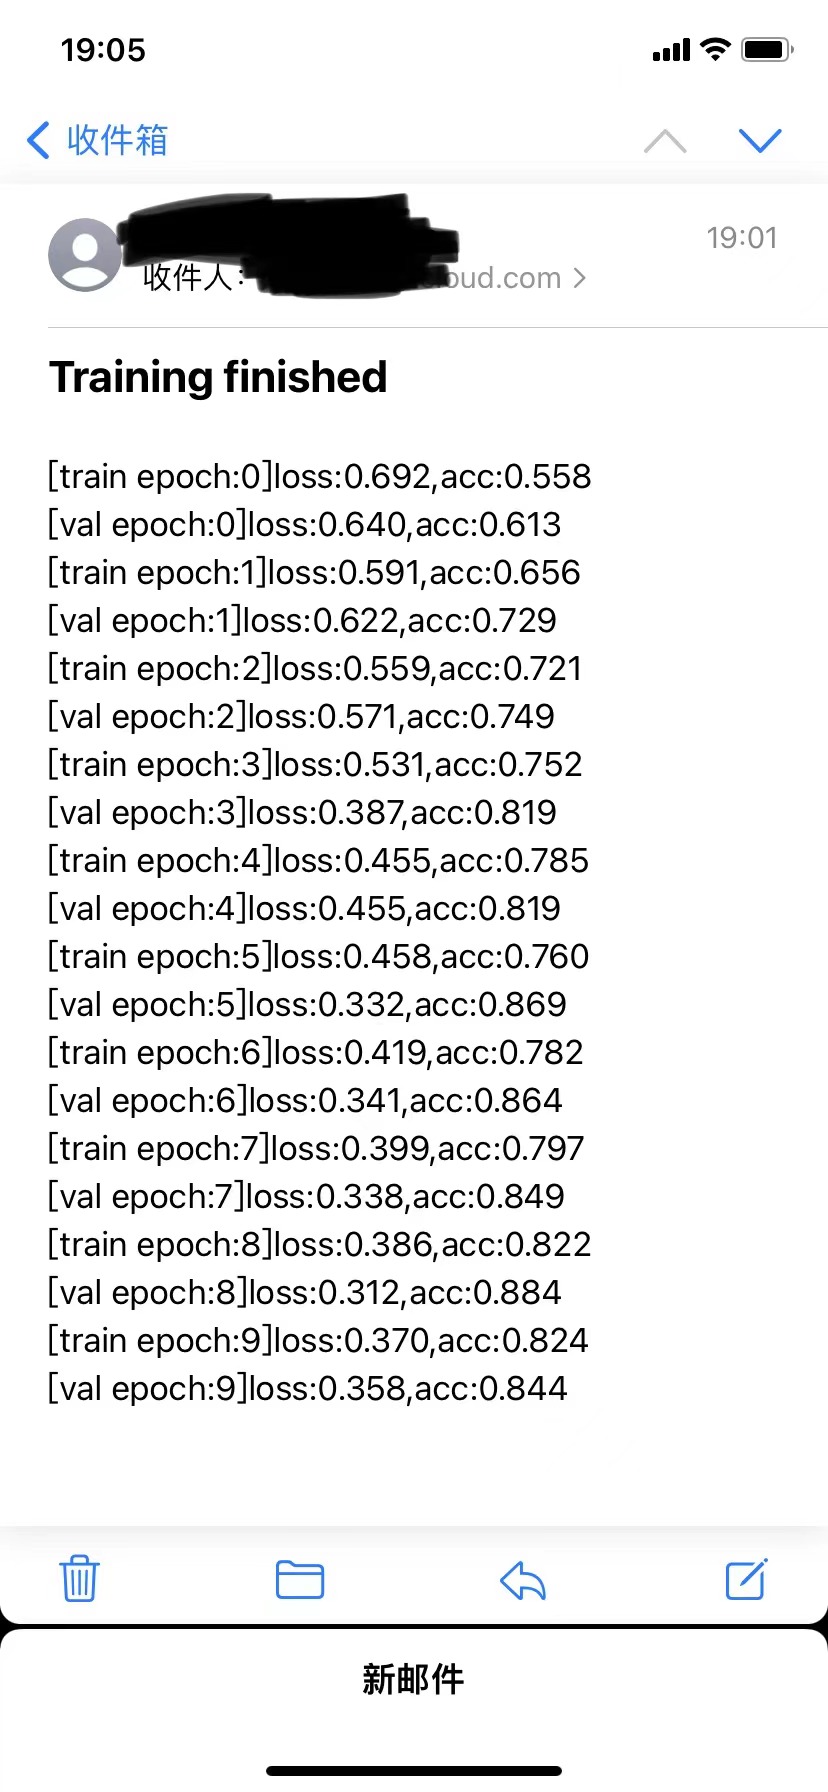 19:05
收件箱
19:01
收件人：
oud.com
Training finished
[train epoch:0]loss:0.692,acc:0.558
[val epoch:0]loss:0.640,acc:0.613
[train epoch:1]loss:0.591,acc:0.656
[val epoch:1]loss:0.622,acc:0.729
[train epoch:2]loss:0.559,acc:0.721
[val epoch:2]loss:0.571,acc:0.749
[train epoch:3]loss:0.531,acc:0.752
[val epoch:3]loss:0.387,acc:0.819
[train epoch:4]loss:0.455,acc:0.785
[val epoch:4]loss:0.455,acc:0.819
[train epoch:5]loss:0.458,acc:0.760
[val epoch:5]loss:0.332,acc:0.869
[train epoch:6]loss:0.419,acc:0.782
[val epoch:6]loss:0.341,acc:0.864
[train epoch:7]loss:0.399,acc:0.797
[val epoch:7]loss:0.338,acc:0.849
[train epoch:8]loss:0.386,acc:0.822
[val epoch:8]loss:0.312,acc:0.884
[train epoch:9]loss:0.370,acc:0.824
[val epoch:9]loss:0.358,acc:0.844
新邮件